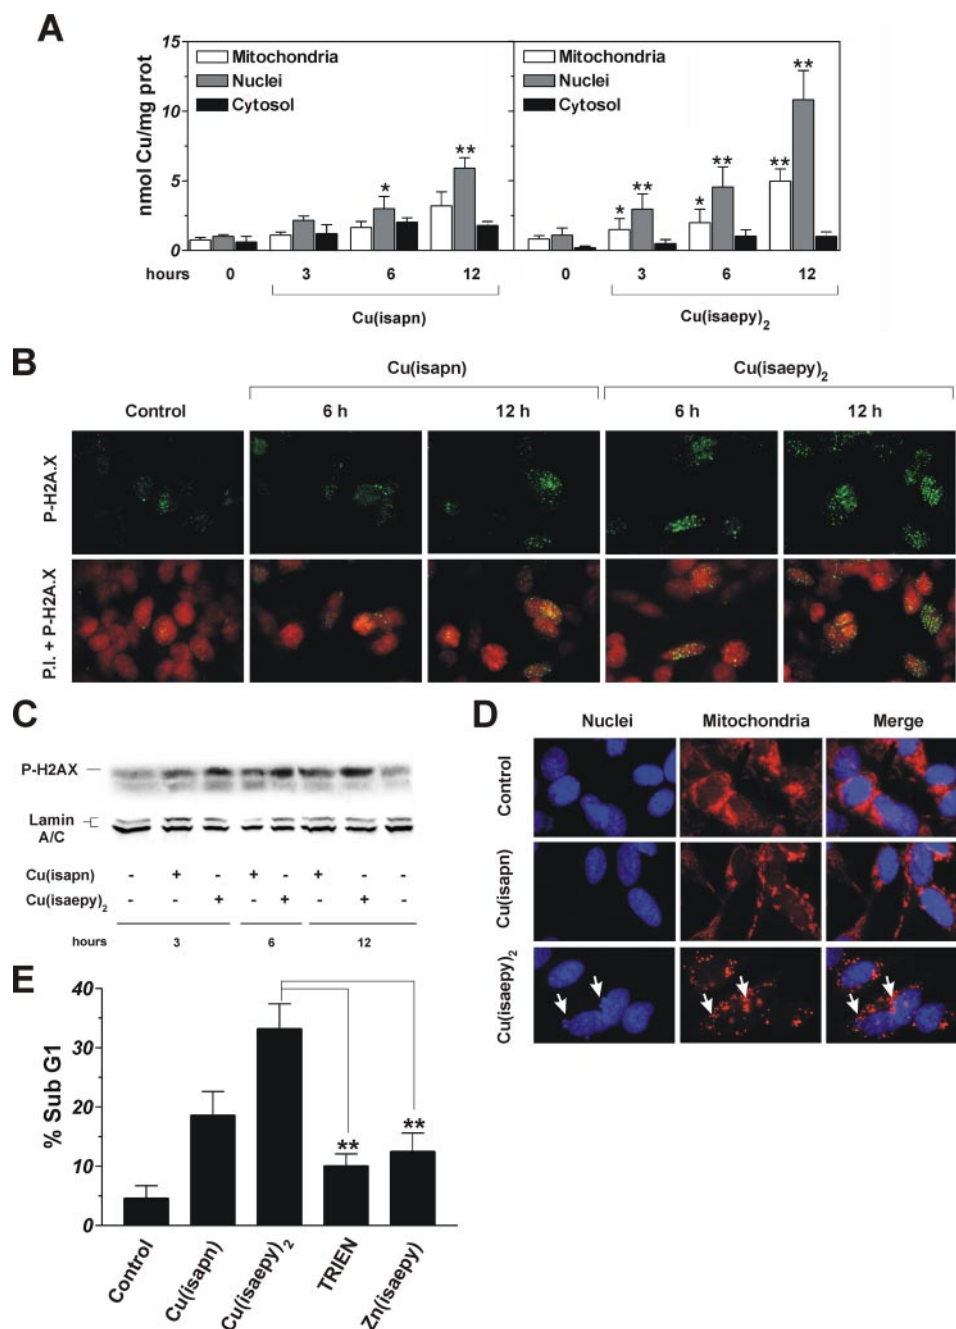 A
nmol Cu/mg prot
15
10
5
0
Mitochondria
Nuclei
Cytosol
* ** * ** * ** ** **
hours 0 3 6 12 0 3 6 12
Cu(isapn) Cu(isaepy)2
B
Cu(isapn) Cu(isaepy)2
Control 6 h 12 h 6 h 12 h
P-H2A.X
P.I. + P-H2A.X
C
P-H2AX
Lamin
A/C
Cu(isapn) - + - + - + - -
Cu(isaepy)2 - - + - + - + -
hours 3 6 12
D
Nuclei Mitochondria Merge
Control
Cu(isapn)
Cu(isaepy)2
E
% Sub G1
40
30
20
10
0
** **
Control Cu(isapn) Cu(isaepy)2 TRIEN Zn(isaepy)